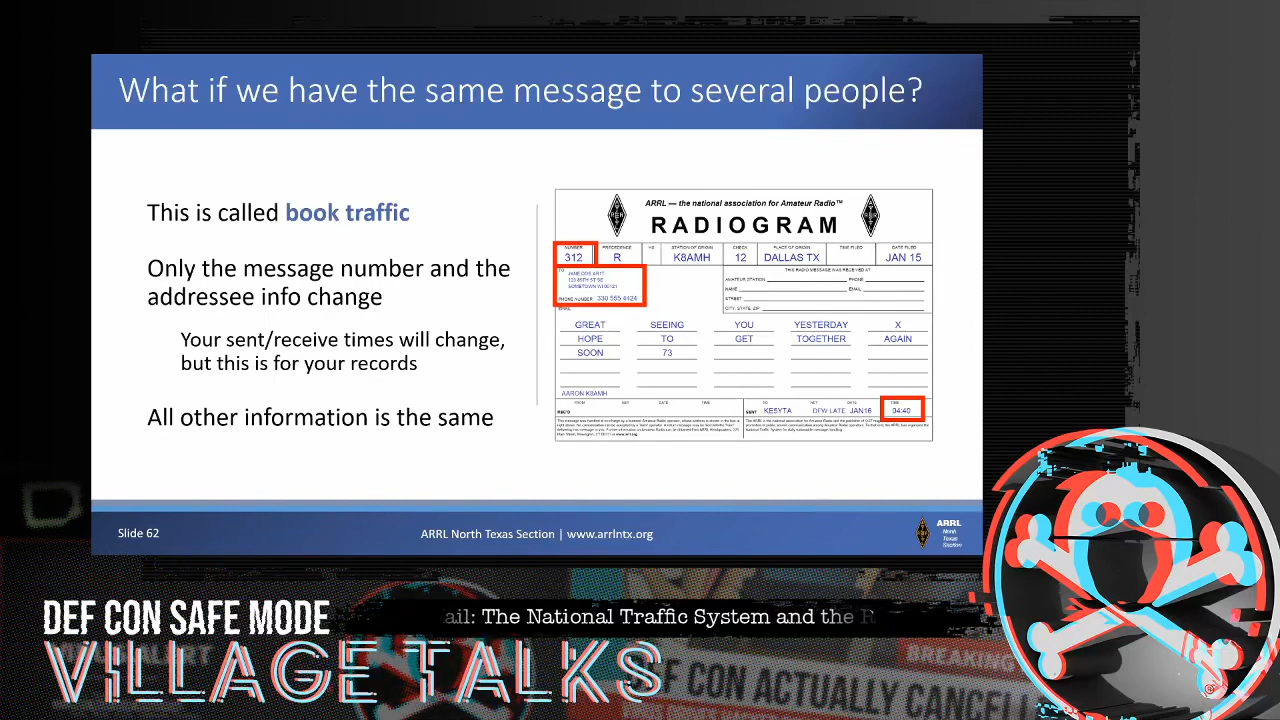 What if we have the same message to several people?
This is called book traffic
Only the message number and the
addressee info change
Your sent/receive times will change,
but this is for your records
All other information is the same
ARRL — the national association for Amateur Radio™
RADIOGRAM
NUMBER PRECEDENCE HX STATION OF ORIGIN CHECK PLACE OF ORIGIN TIME FILED DATE FILED
312 R K8AMH 12 DALLAS TX JAN 15
TO
THIS RADIO MESSAGE WAS RECEIVED AT
AMATEUR STATION PHONE
NAME EMAIL
STREET
CITY, STATE, ZIP
PHONE NUMBER 330 555 4424
EMAIL
GREAT SEEING YOU YESTERDAY X
HOPE TO GET TOGETHER AGAIN
SOON 73
AARON K8AMH
FROM NET DATE TIME TO NET DATE TIME
REC'D SENT KE5YTA DFW LATE JAN16 04:40
Slide 62
ARRL North Texas Section | www.arrlntx.org
ARRL
North
Texas
Section
DEF CON SAFE MODE
VILLAGE TALKS
ail: The National Traffic System and the R
BREAKING
DEF CON ACTUALLY CANCEL